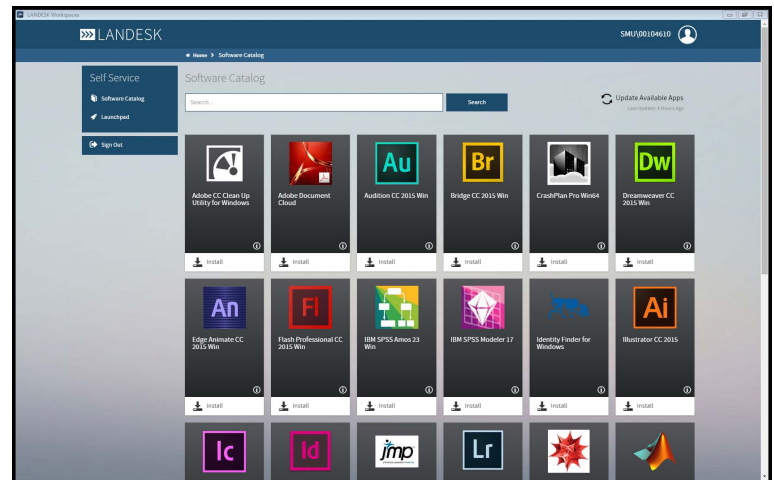 LANDESK Workspaces
LANDESK
SMU\00104610
Home > Software Catalog
Self Service
Software Catalog
Launchpad
Sign Out
Software Catalog
Search...
Search
Update Available Apps
Last Update: 4 Hours Ago
Adobe CC Clean Up
Utility for Windows
Install
Adobe Document
Cloud
Install
Au
Audition CC 2015 Win
Install
Br
Bridge CC 2015 Win
Install
CrashPlan Pro Win64
Install
Dw
Dreamweaver CC
2015 Win
Install
An
Edge Animate CC
2015 Win
Install
Fl
Flash Professional CC
2015 Win
Install
IBM SPSS Amos 23
Win
Install
IBM SPSS Modeler 17
Install
Identity Finder for
Windows
Install
Ai
Illustrator CC 2015
Install
Ic
Id
jmp
Lr